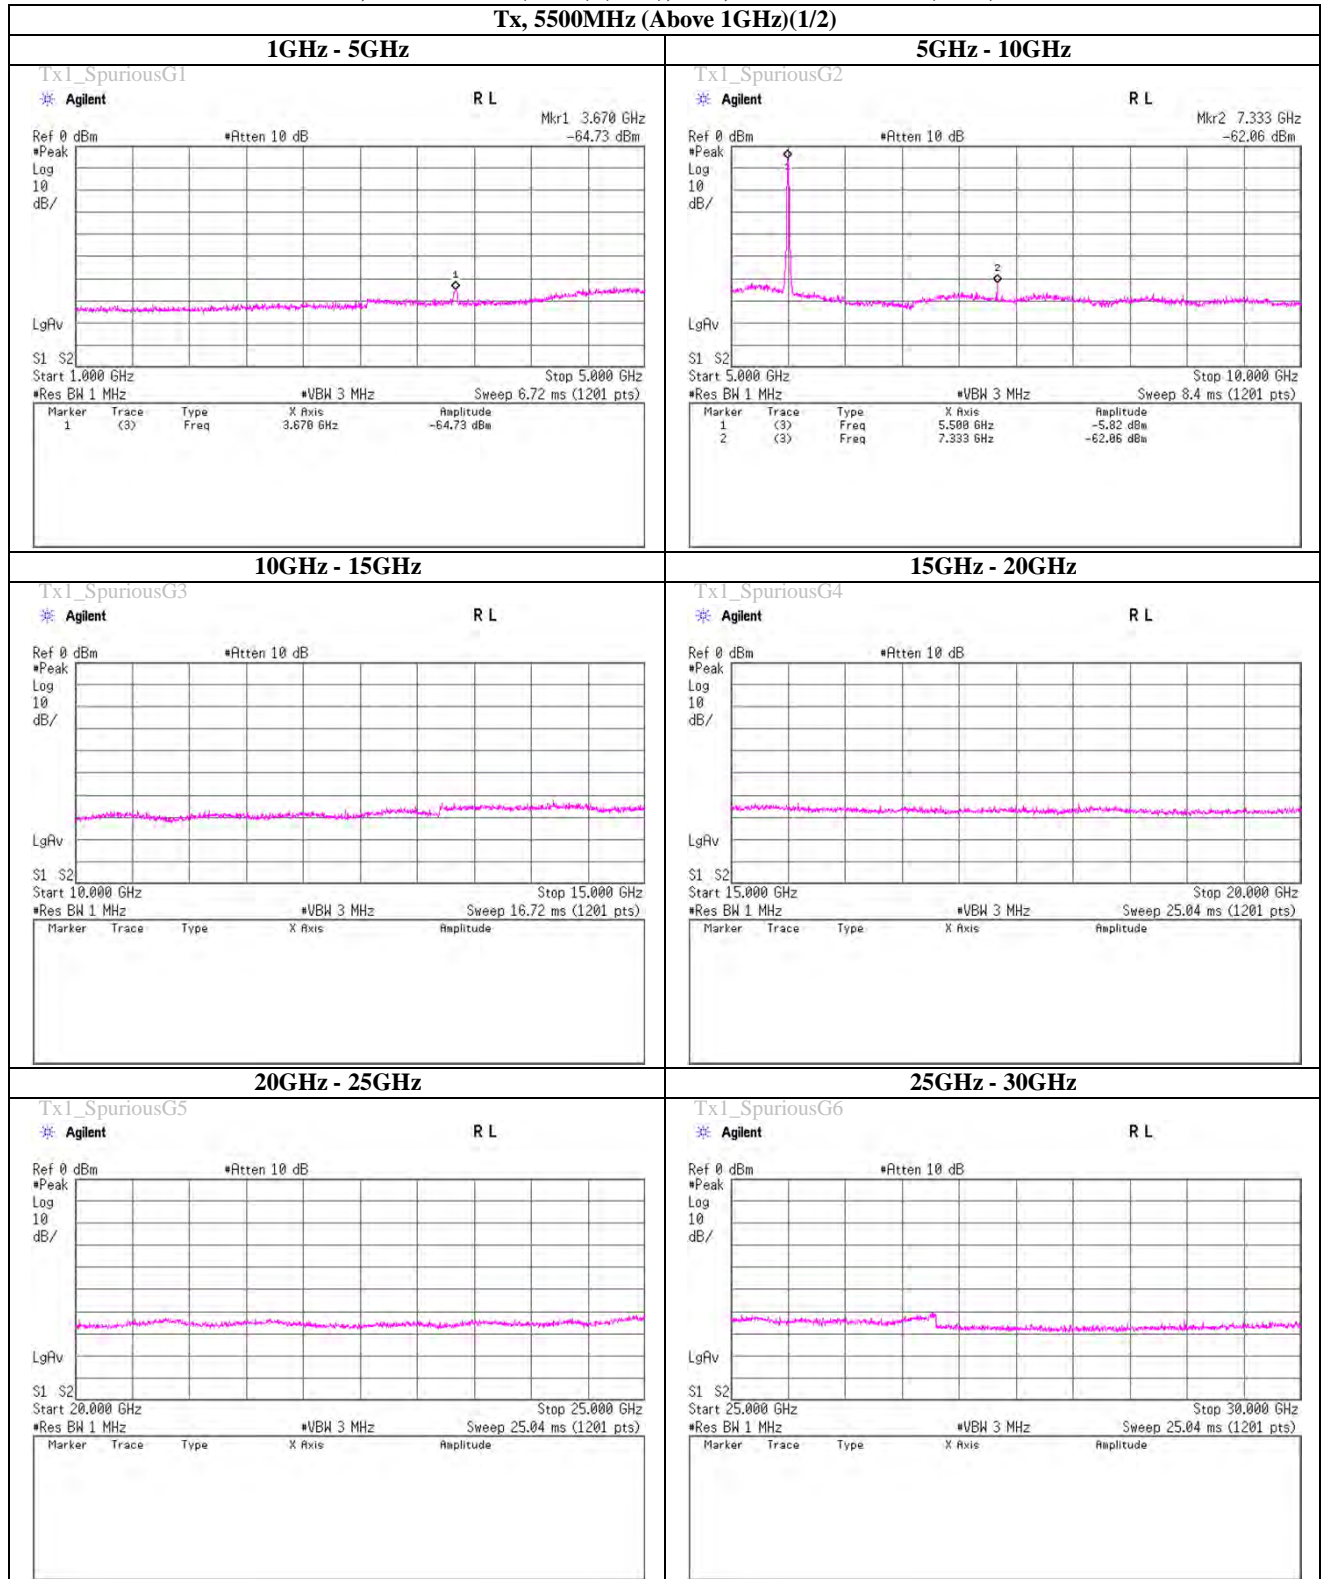 Tx, 5500MHz (Above 1GHz)(1/2)
1GHz - 5GHz
5GHz - 10GHz
Tx1_SpuriousG1
Agilent
R L
Mkr1 3.670 GHz
Ref 0 dBm
#Atten 10 dB
-64.73 dBm
#Peak
Log
10
dB/
1
LgAv
S1 S2
Start 1.000 GHz
Stop 5.000 GHz
#Res BW 1 MHz
#VBW 3 MHz
Sweep 6.72 ms (1201 pts)
Marker Trace Type X Axis Amplitude
1 (3) Freq 3.670 GHz -64.73 dBm
Tx1_SpuriousG2
Agilent
R L
Mkr2 7.333 GHz
Ref 0 dBm
#Atten 10 dB
-62.06 dBm
#Peak
Log
10
dB/
2
LgAv
S1 S2
Start 5.000 GHz
Stop 10.000 GHz
#Res BW 1 MHz
#VBW 3 MHz
Sweep 8.4 ms (1201 pts)
Marker Trace Type X Axis Amplitude
1 (3) Freq 5.500 GHz -5.82 dBm
2 (3) Freq 7.333 GHz -62.06 dBm
10GHz - 15GHz
15GHz - 20GHz
Tx1_SpuriousG3
Agilent
R L
Ref 0 dBm
#Atten 10 dB
#Peak
Log
10
dB/
LgAv
S1 S2
Start 10.000 GHz
Stop 15.000 GHz
#Res BW 1 MHz
#VBW 3 MHz
Sweep 16.72 ms (1201 pts)
Marker Trace Type X Axis Amplitude
Tx1_SpuriousG4
Agilent
R L
Ref 0 dBm
#Atten 10 dB
#Peak
Log
10
dB/
LgAv
S1 S2
Start 15.000 GHz
Stop 20.000 GHz
#Res BW 1 MHz
#VBW 3 MHz
Sweep 25.04 ms (1201 pts)
Marker Trace Type X Axis Amplitude
20GHz - 25GHz
25GHz - 30GHz
Tx1_SpuriousG5
Agilent
R L
Ref 0 dBm
#Atten 10 dB
#Peak
Log
10
dB/
LgAv
S1 S2
Start 20.000 GHz
Stop 25.000 GHz
#Res BW 1 MHz
#VBW 3 MHz
Sweep 25.04 ms (1201 pts)
Marker Trace Type X Axis Amplitude
Tx1_SpuriousG6
Agilent
R L
Ref 0 dBm
#Atten 10 dB
#Peak
Log
10
dB/
LgAv
S1 S2
Start 25.000 GHz
Stop 30.000 GHz
#Res BW 1 MHz
#VBW 3 MHz
Sweep 25.04 ms (1201 pts)
Marker Trace Type X Axis Amplitude